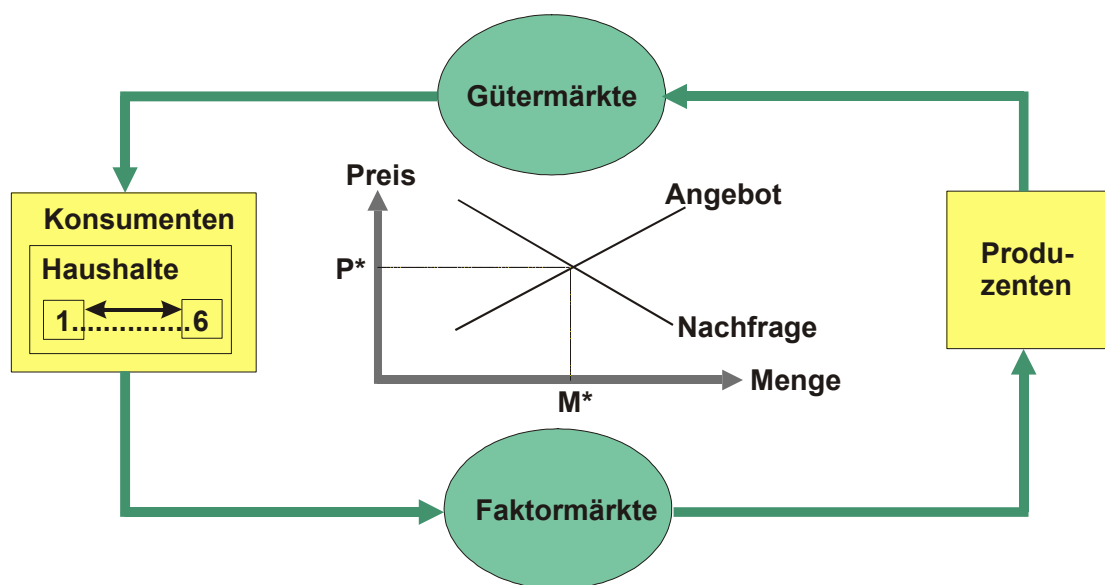 Gütermärkte
Preis
Angebot
Konsumenten
Haushalte
1..............6
P*
Produ-
zenten
Nachfrage
Menge
M*
Faktormärkte